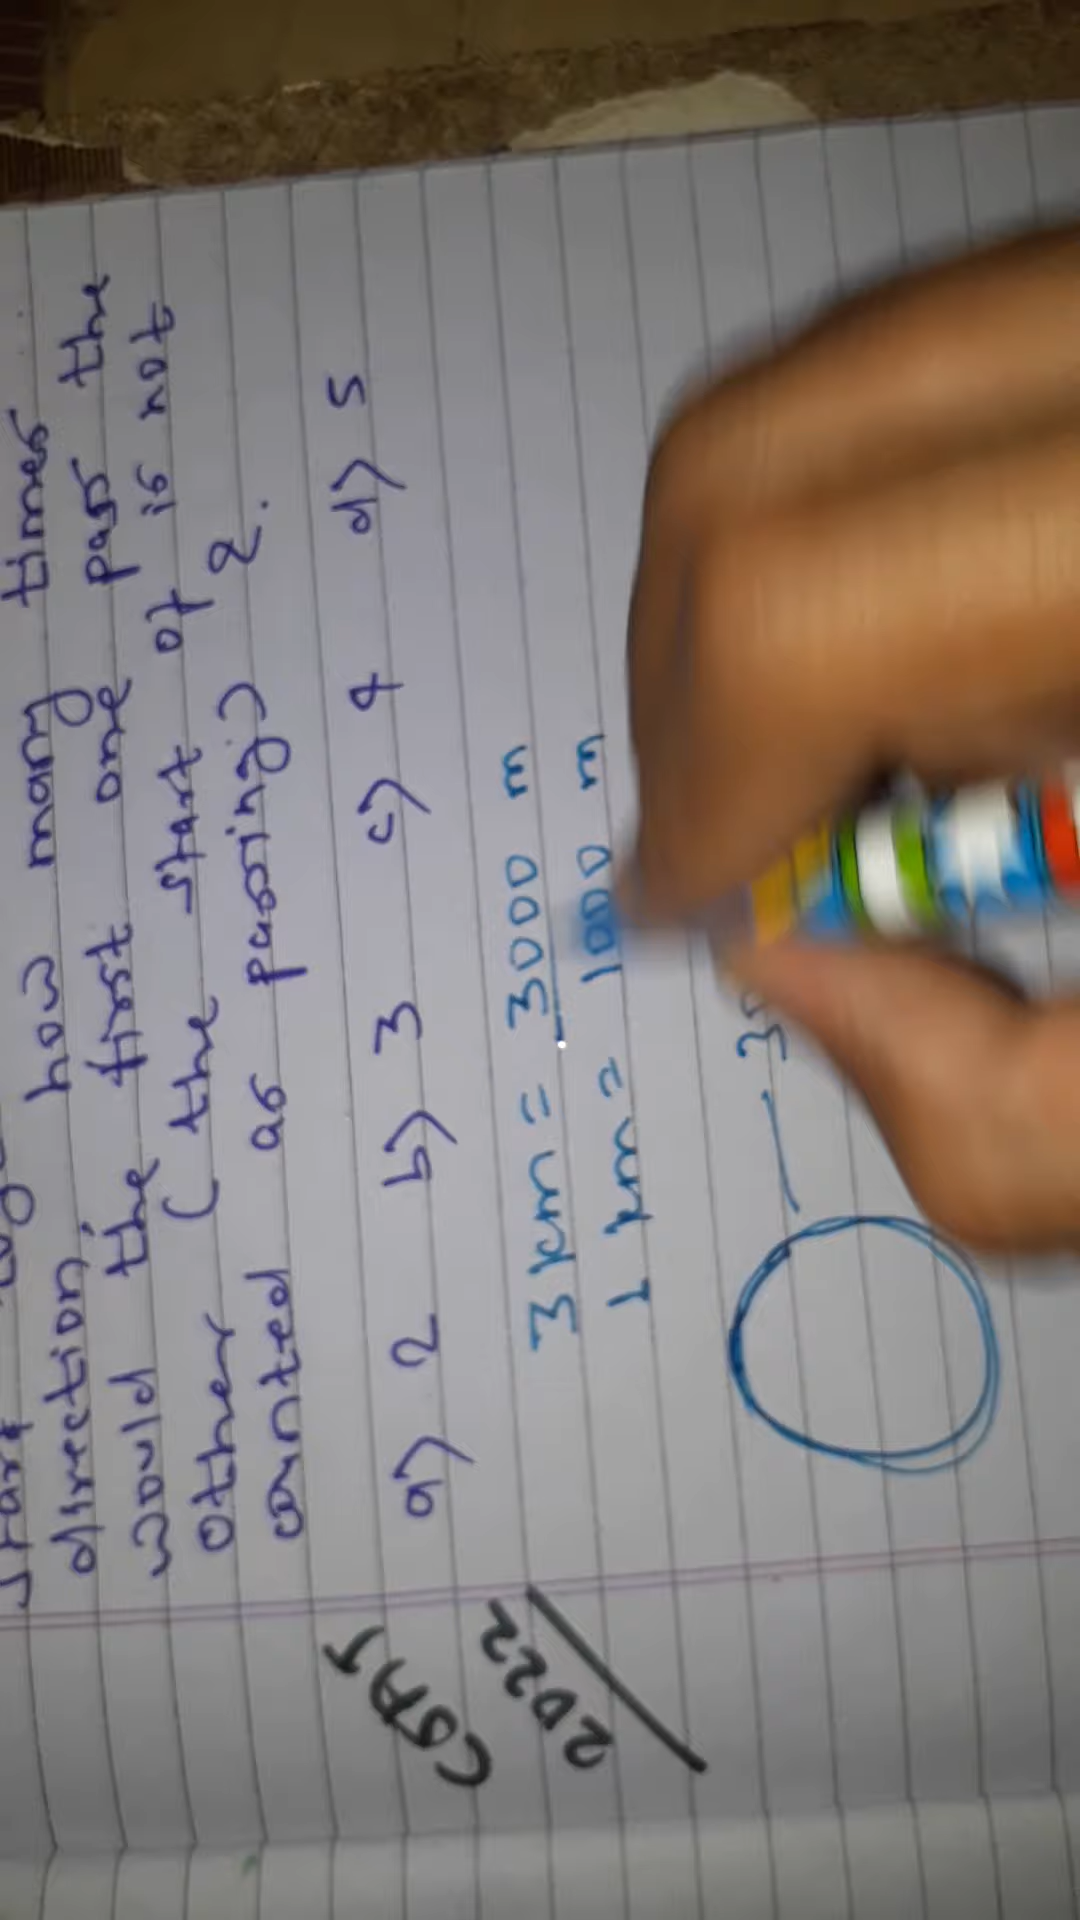 start
direction, how many times
would the first one pass the
other (the start of is not
counted as passing) ?
a) 2 b) 3 c) 4 d) 5
CSAT
2022
3 km = 3000 m
1 km = 1000 m